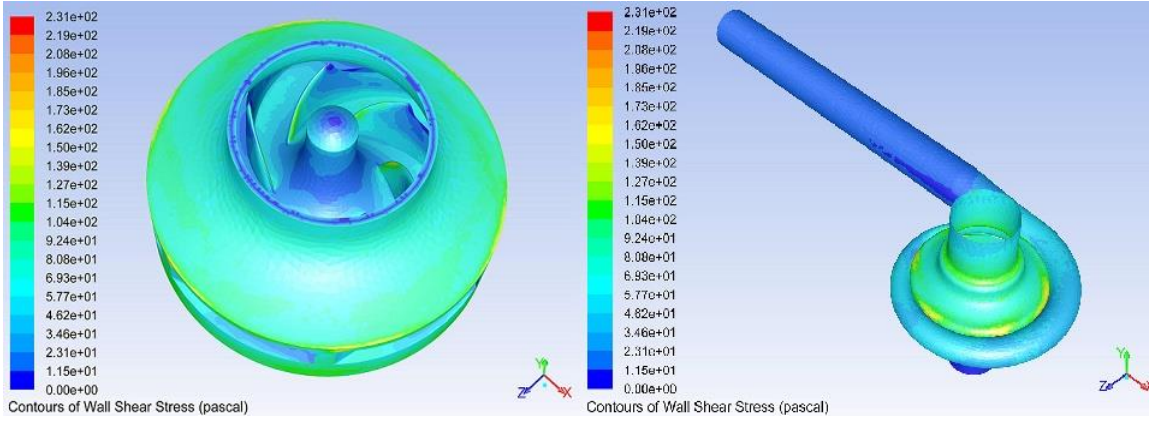 2.31e+02
2.19e+02
2.08e+02
1.96e+02
1.85e+02
1.73e+02
1.62e+02
1.50e+02
1.39e+02
1.27e+02
1.15e+02
1.04e+02
9.24e+01
8.08e+01
6.93e+01
5.77e+01
4.62e+01
3.46e+01
2.31e+01
1.15e+01
0.00e+00
Y
Z
X
Contours of Wall Shear Stress (pascal)
2.31e+02
2.19e+02
2.08e+02
1.96e+02
1.85e+02
1.73e+02
1.62e+02
1.50e+02
1.39e+02
1.27e+02
1.15e+02
1.04e+02
9.24e+01
8.08e+01
6.93e+01
5.77e+01
4.62e+01
3.46e+01
2.31e+01
1.15e+01
0.00e+00
Y
Z
X
Contours of Wall Shear Stress (pascal)